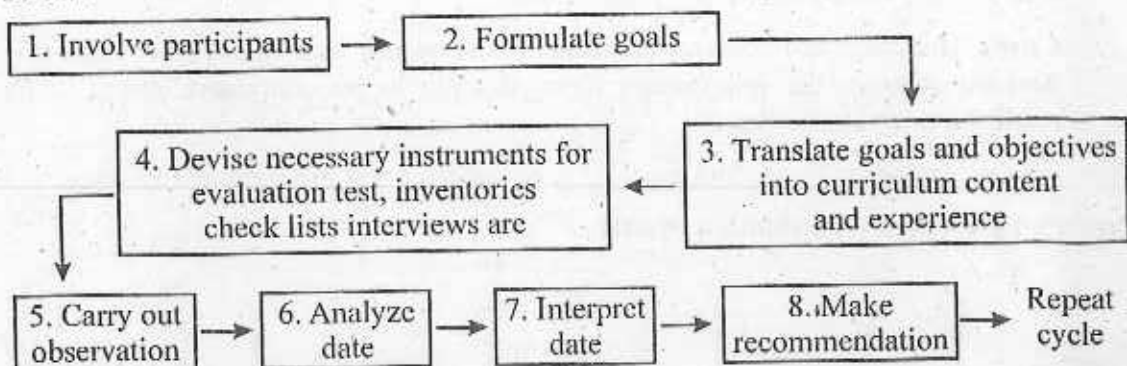 1. Involve participants
2. Formulate goals
3. Translate goals and objectives
into curriculum content
and experience
4. Devise necessary instruments for
evaluation test, inventories
check lists interviews are
5. Carry out
observation
6. Analyze
date
7. Interpret
date
8. Make
recommendation
Repeat
cycle